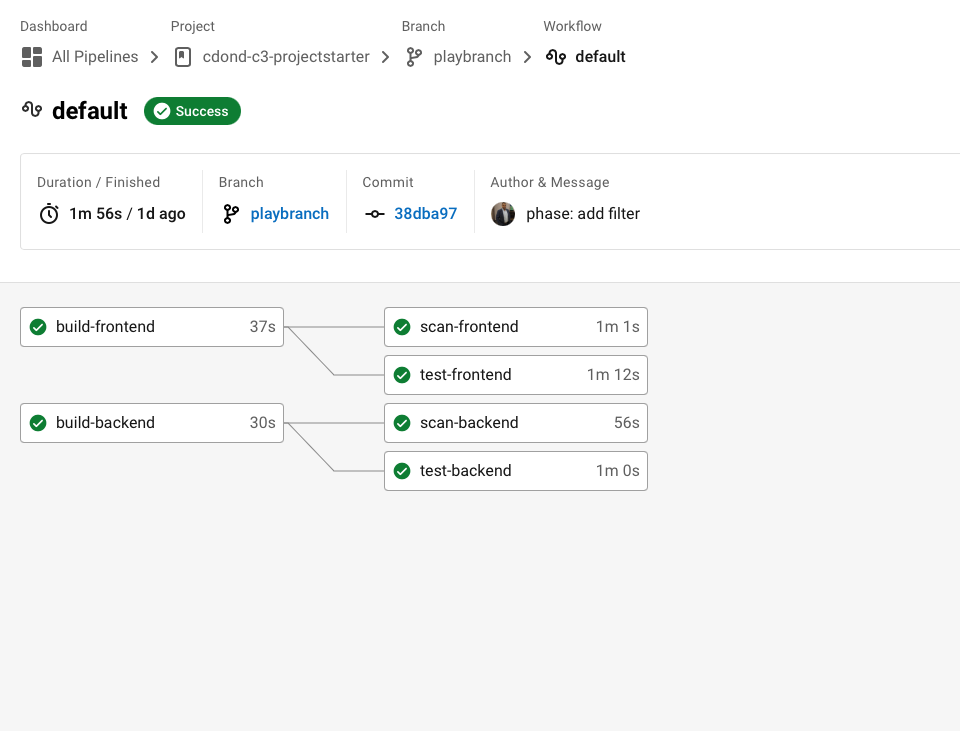 Dashboard Project Branch Workflow
All Pipelines cdond-c3-projectstarter playbranch default
default Success
Duration / Finished Branch Commit Author & Message
1m 56s / 1d ago playbranch 38dba97 phase: add filter
build-frontend 37s scan-frontend 1m 1s
test-frontend 1m 12s
build-backend 30s scan-backend 56s
test-backend 1m 0s